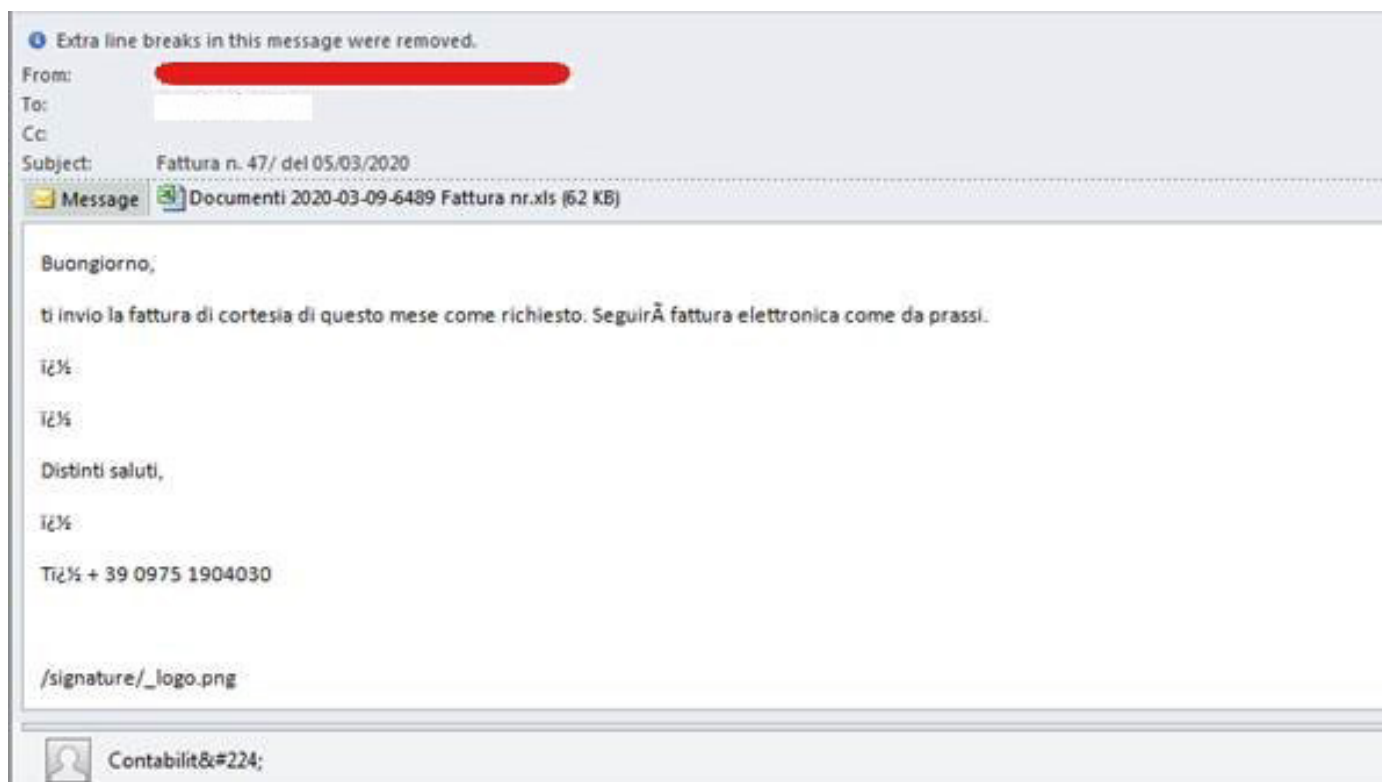 Extra line breaks in this message were removed.
From:
To:
Cc:
Subject: Fattura n. 47/ del 05/03/2020
Message Documenti 2020-03-09-6489 Fattura nr.xls (62 KB)
Buongiorno,
ti invio la fattura di cortesia di questo mese come richiesto. SeguirÃ fattura elettronica come da prassi.
ï¿½
ï¿½
Distinti saluti,
ï¿½
Tï¿½ + 39 0975 1904030
/signature/_logo.png
Contabilit&#224;